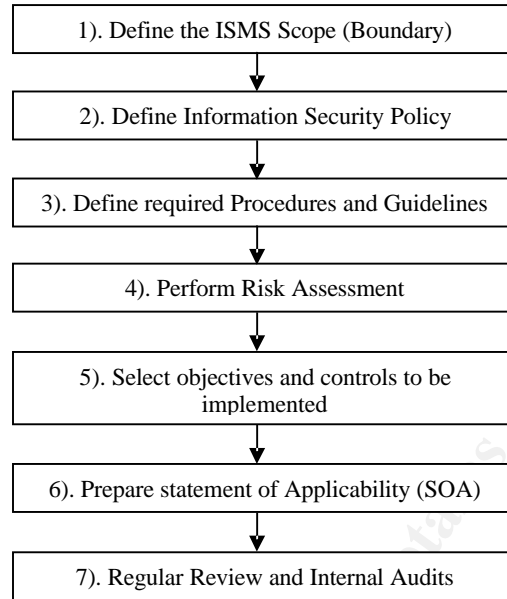 1). Define the ISMS Scope (Boundary)
2). Define Information Security Policy
3). Define required Procedures and Guidelines
4). Perform Risk Assessment
5). Select objectives and controls to be
implemented
6). Prepare statement of Applicability (SOA)
7). Regular Review and Internal Audits